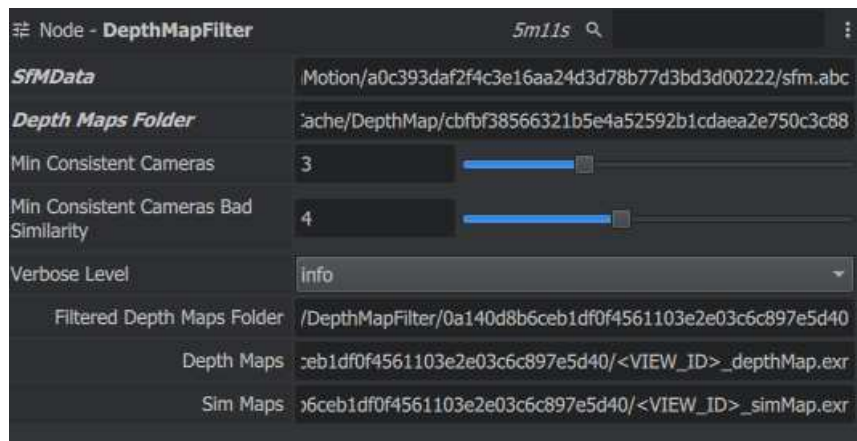 Node - DepthMapFilter 5m11s
SfMData Motion/a0c393daf2f4c3e16aa24d3d78b77d3bd3d00222/sfm.abc
Depth Maps Folder ache/DepthMap/cbfbf38566321b5e4a52592b1cdaea2e750c3c88
Min Consistent Cameras 3
Min Consistent Cameras Bad
Similarity 4
Verbose Level info
Filtered Depth Maps Folder /DepthMapFilter/0a140d8b6ceb1df0f4561103e2e03c6c897e5d40
Depth Maps ceb1df0f4561103e2e03c6c897e5d40/<VIEW_ID>_depthMap.exr
Sim Maps b6ceb1df0f4561103e2e03c6c897e5d40/<VIEW_ID>_simMap.exr